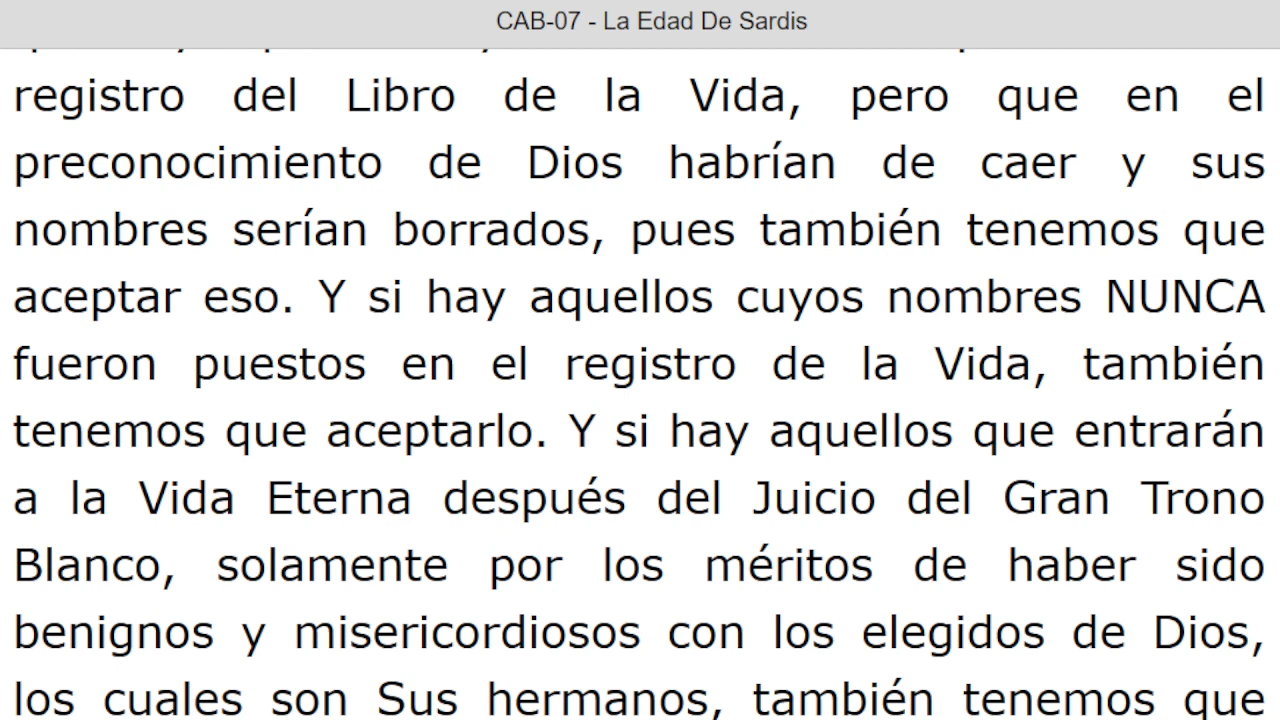 CAB-07 - La Edad De Sardis
registro del Libro de la Vida, pero que en el
preconocimiento de Dios habrían de caer y sus
nombres serían borrados, pues también tenemos que
aceptar eso. Y si hay aquellos cuyos nombres NUNCA
fueron puestos en el registro de la Vida, también
tenemos que aceptarlo. Y si hay aquellos que entrarán
a la Vida Eterna después del Juicio del Gran Trono
Blanco, solamente por los méritos de haber sido
benignos y misericordiosos con los elegidos de Dios,
los cuales son Sus hermanos, también tenemos que